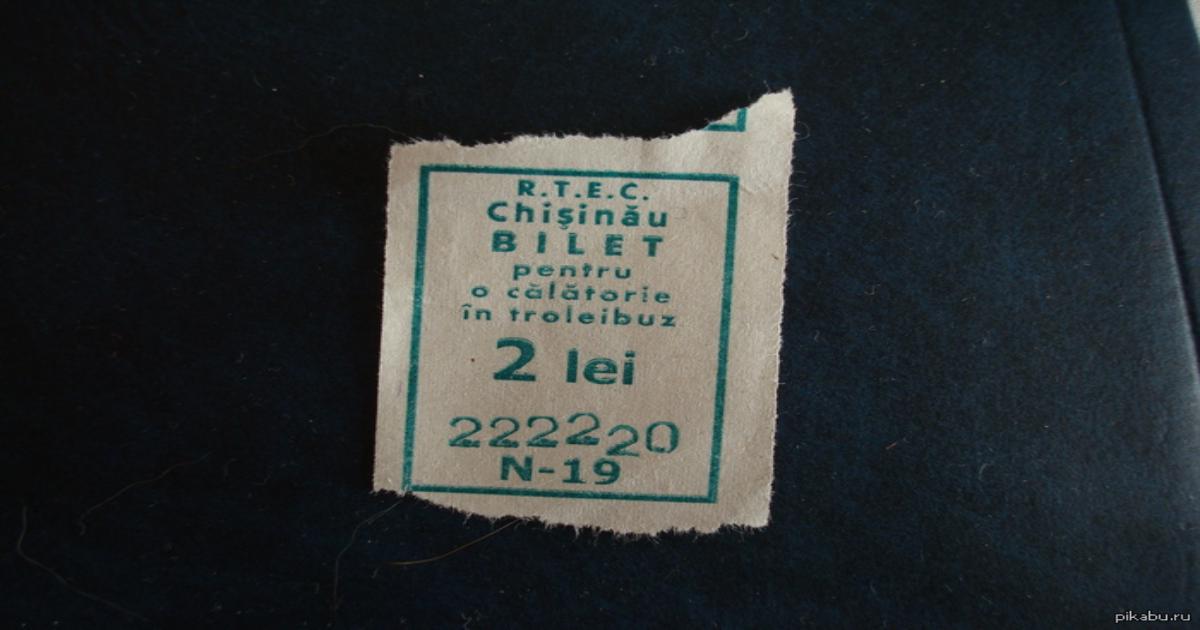 R.T.E.C.
Chişinău
BILET
pentru
o călătorie
în troleibuz
2 lei
222220
N-19
pikabu.ru